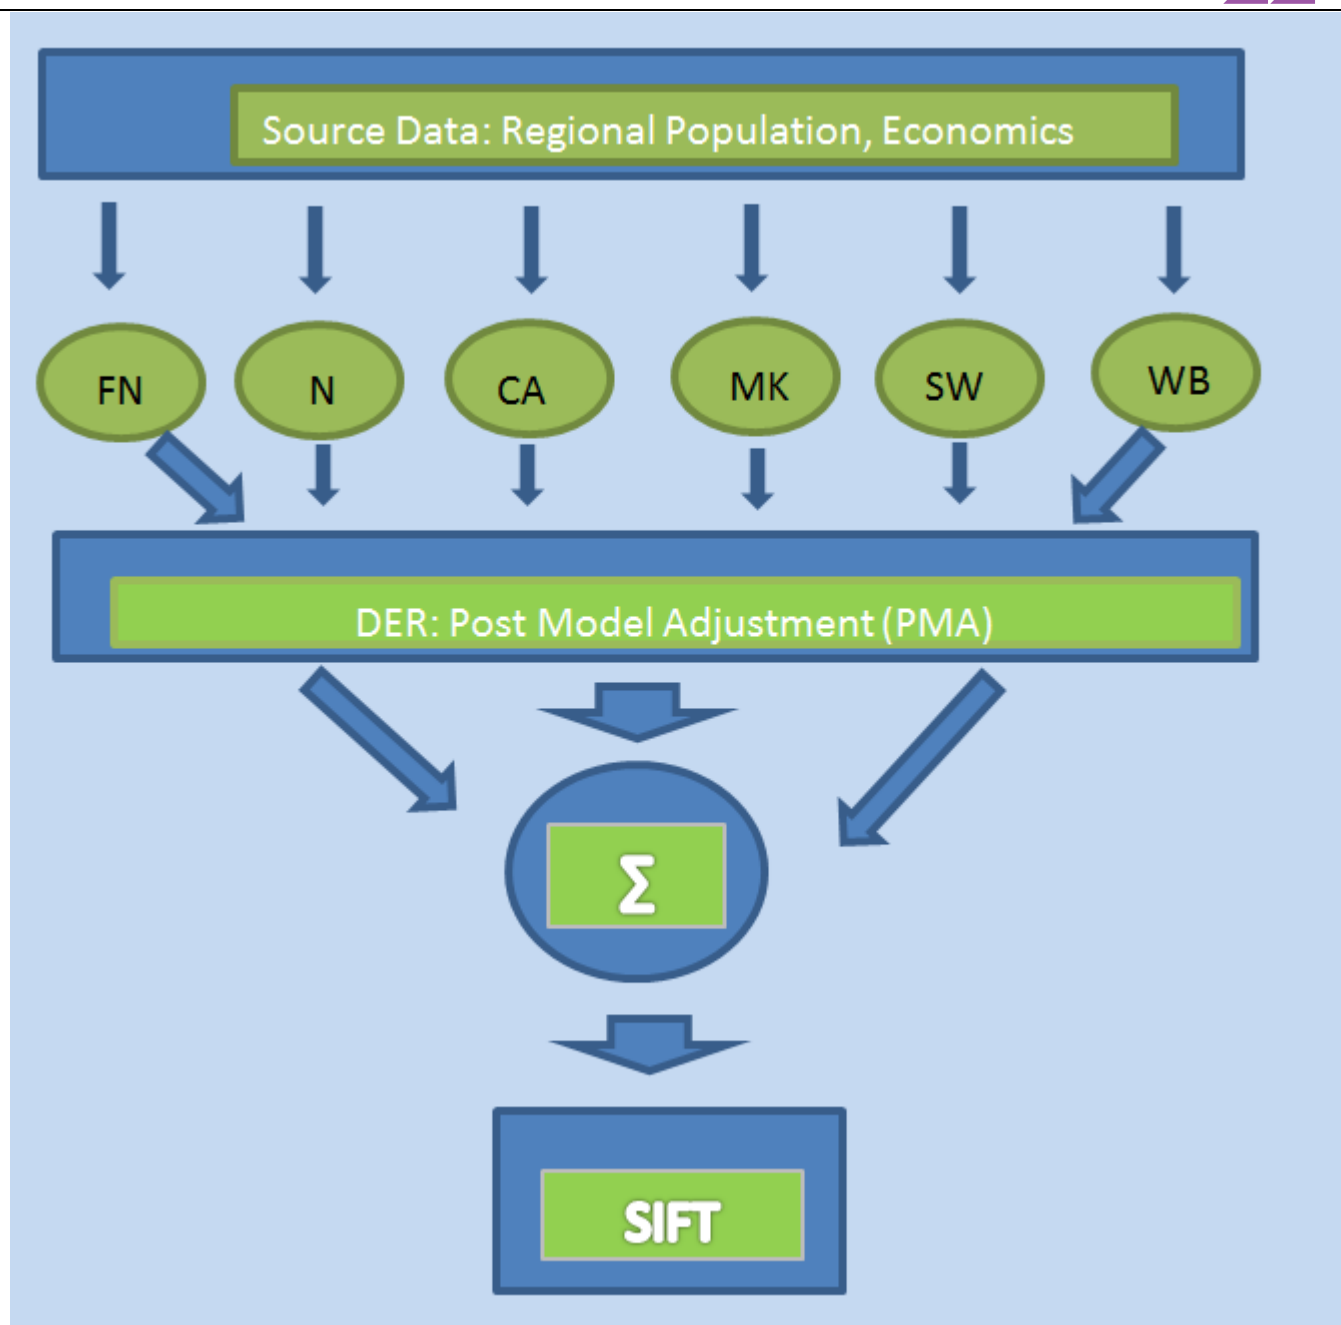 Source Data: Regional Population, Economics
FN
N
CA
MK
SW
WB
DER: Post Model Adjustment (PMA)
Σ
SIFT